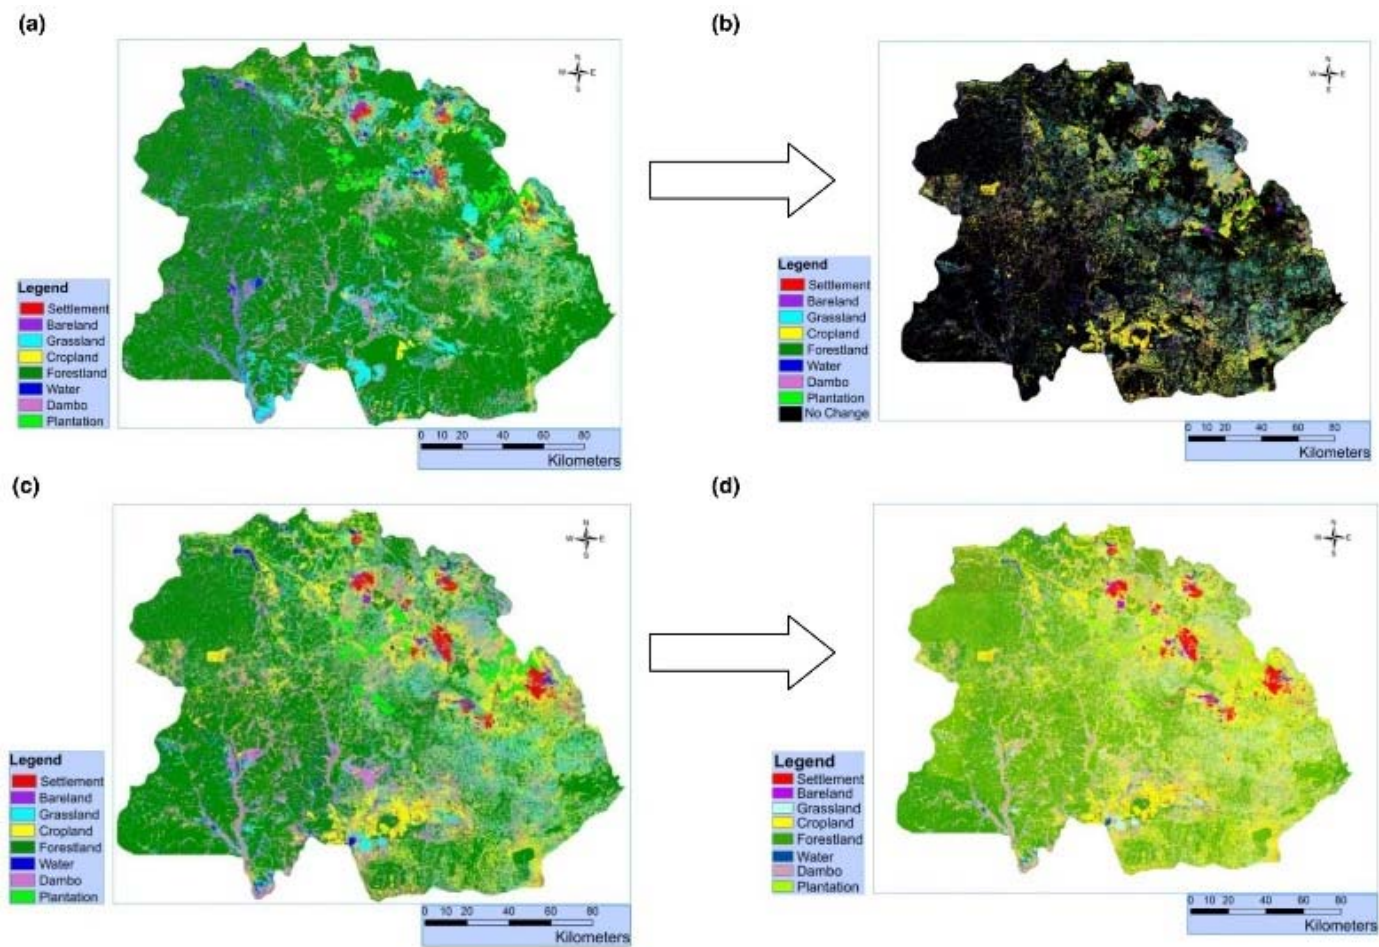 (a)
N
W E
S
Legend
Settlement
Bareland
Grassland
Cropland
Forestland
Water
Dambo
Plantation
0 10 20 40 60 80
Kilometers
(b)
N
W E
E
Legend
Settlement
Bareland
Grassland
Cropland
Forestland
Water
Dambo
Plantation
No Change
0 10 20 40 60 80
Kilometers
(c)
N
W E
S
Legend
Settlement
Bareland
Grassland
Cropland
Forestland
Water
Dambo
Plantation
0 10 20 40 60 80
Kilometers
(d)
N
W E
S
Legend
Settlement
Bareland
Grassland
Cropland
Forestland
Water
Dambo
Plantation
0 10 20 40 60 80
Kilometers